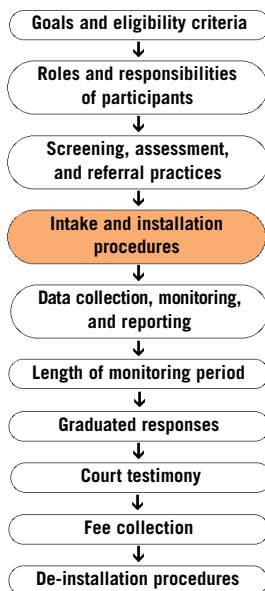 Goals and eligibility criteria
Roles and responsibilities
of participants
Screening, assessment,
and referral practices
Intake and installation
procedures
Data collection, monitoring,
and reporting
Length of monitoring period
Graduated responses
Court testimony
Fee collection
De-installation procedures